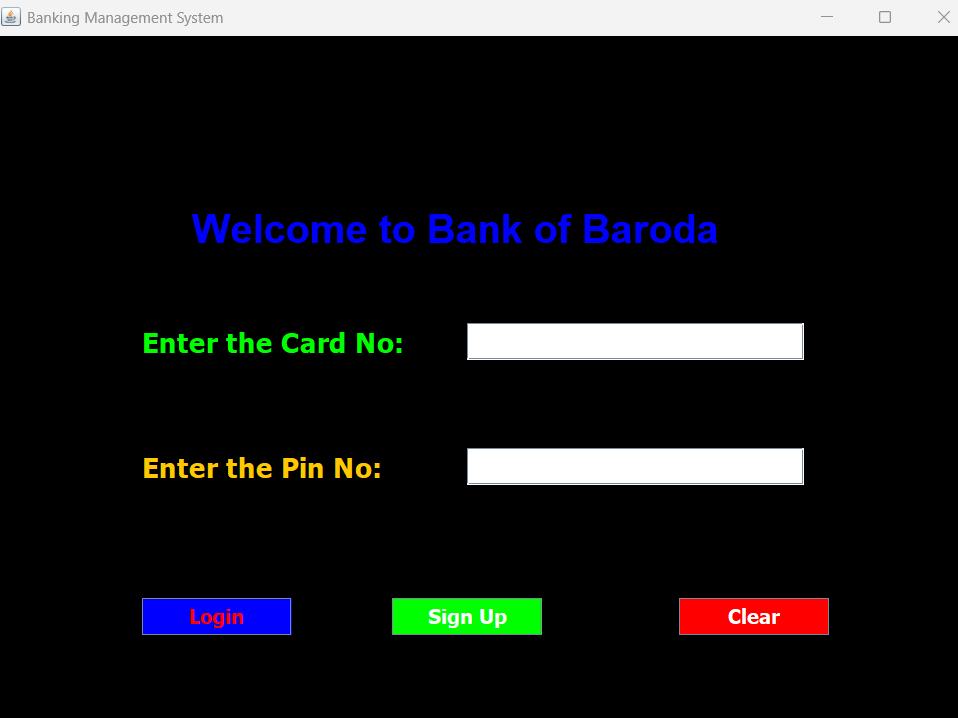 Banking Management System
Welcome to Bank of Baroda
Enter the Card No:
Enter the Pin No:
Login
Sign Up
Clear